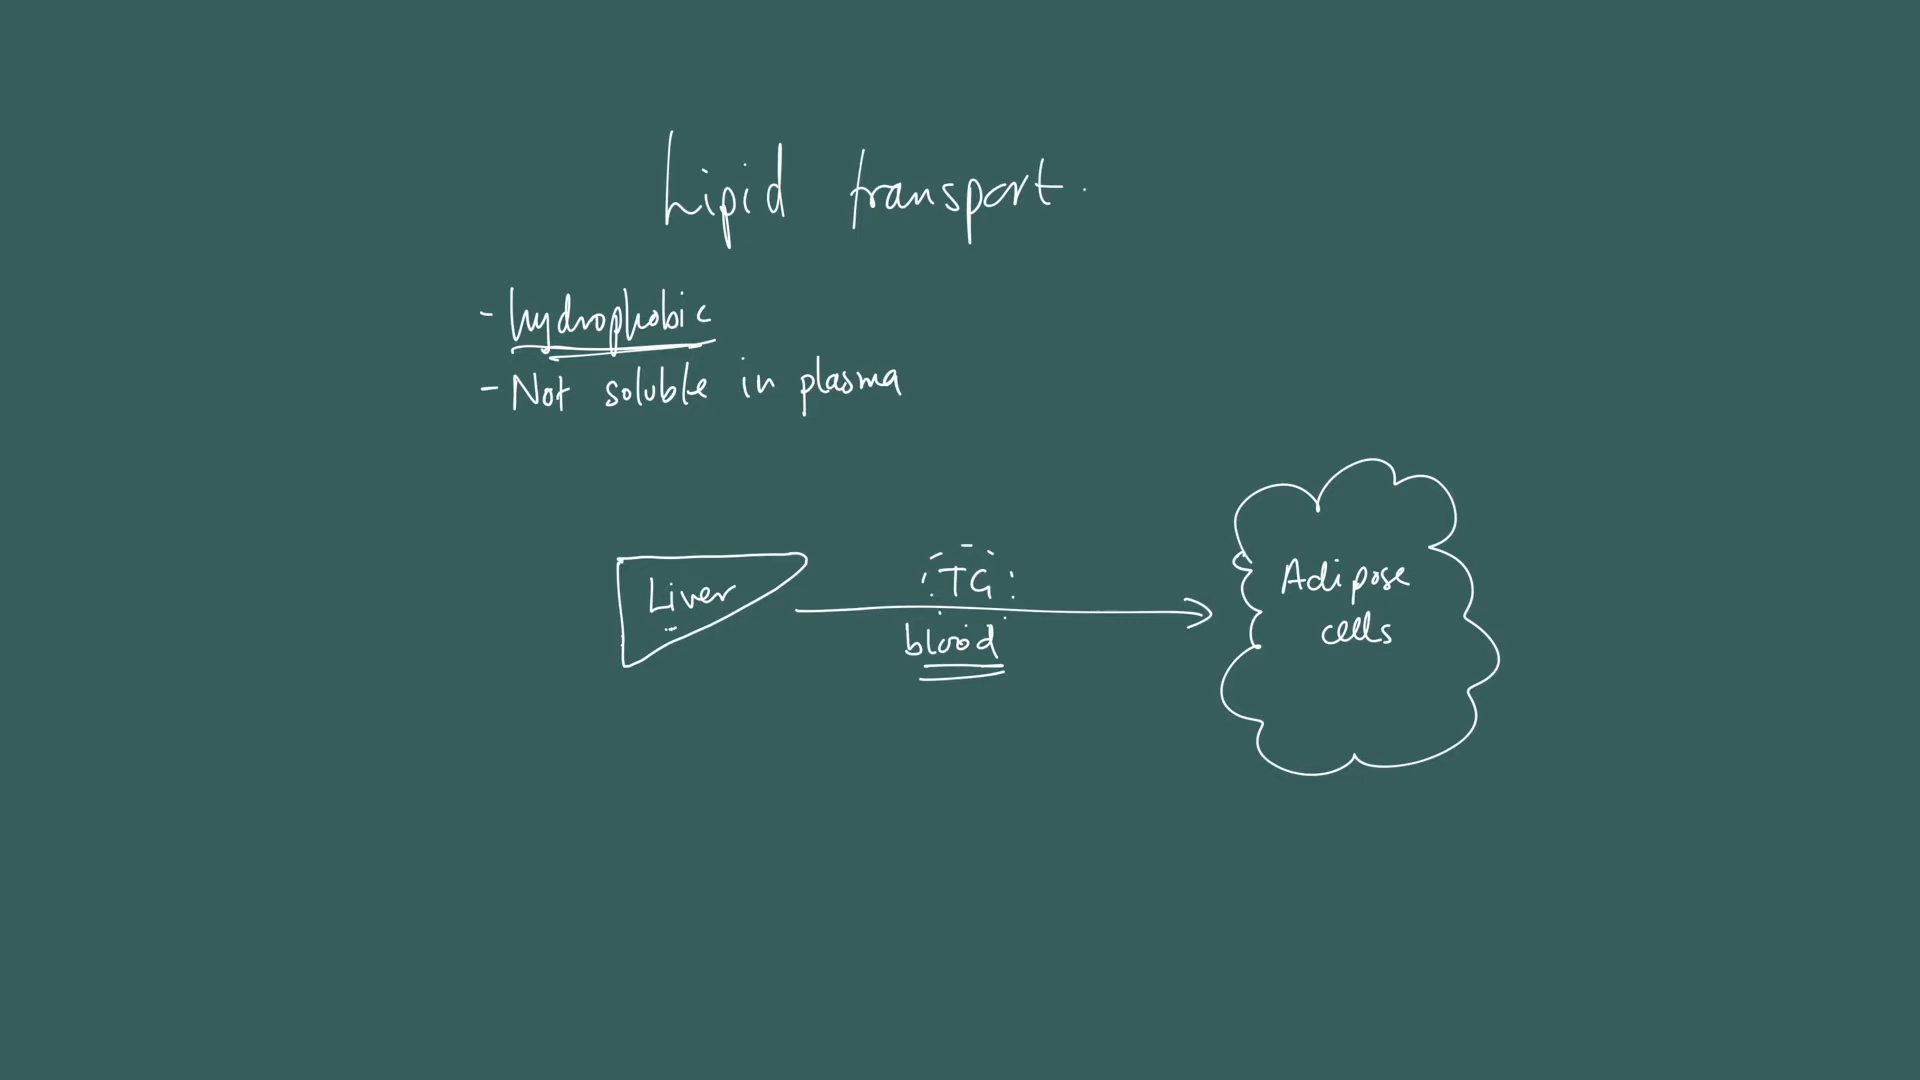 Lipid transport.
- hydrophobic
- Not soluble in plasma
Liver
TG
blood
Adipose
cells